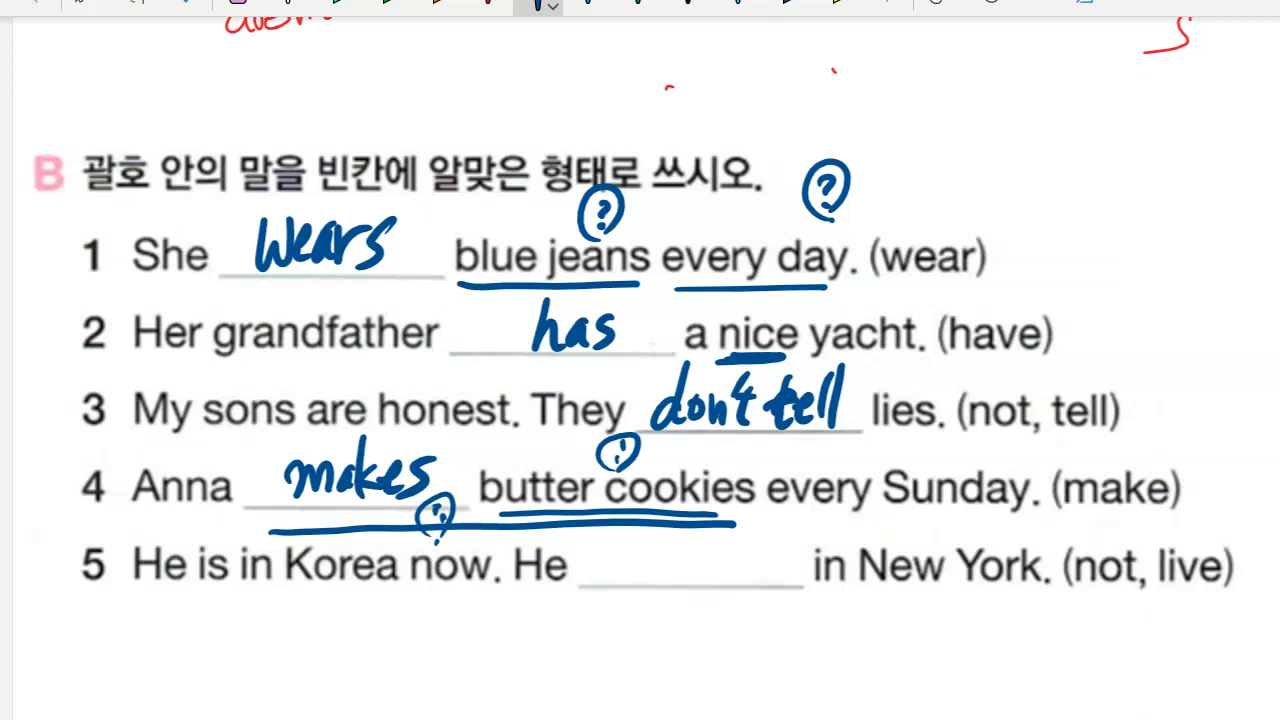 B 괄호 안의 말을 빈칸에 알맞은 형태로 쓰시오.
?
?
1 She wears blue jeans every day. (wear)
2 Her grandfather has a nice yacht. (have)
3 My sons are honest. They don't tell lies. (not, tell)
4 Anna makes butter cookies every Sunday. (make)
5 He is in Korea now. He in New York. (not, live)